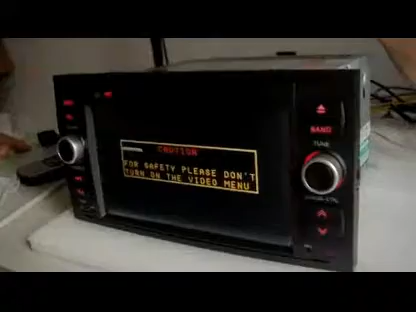 CAUTION
FOR SAFETY PLEASE DON'T
TURN ON THE VIDEO MENU
BAND
TUNE